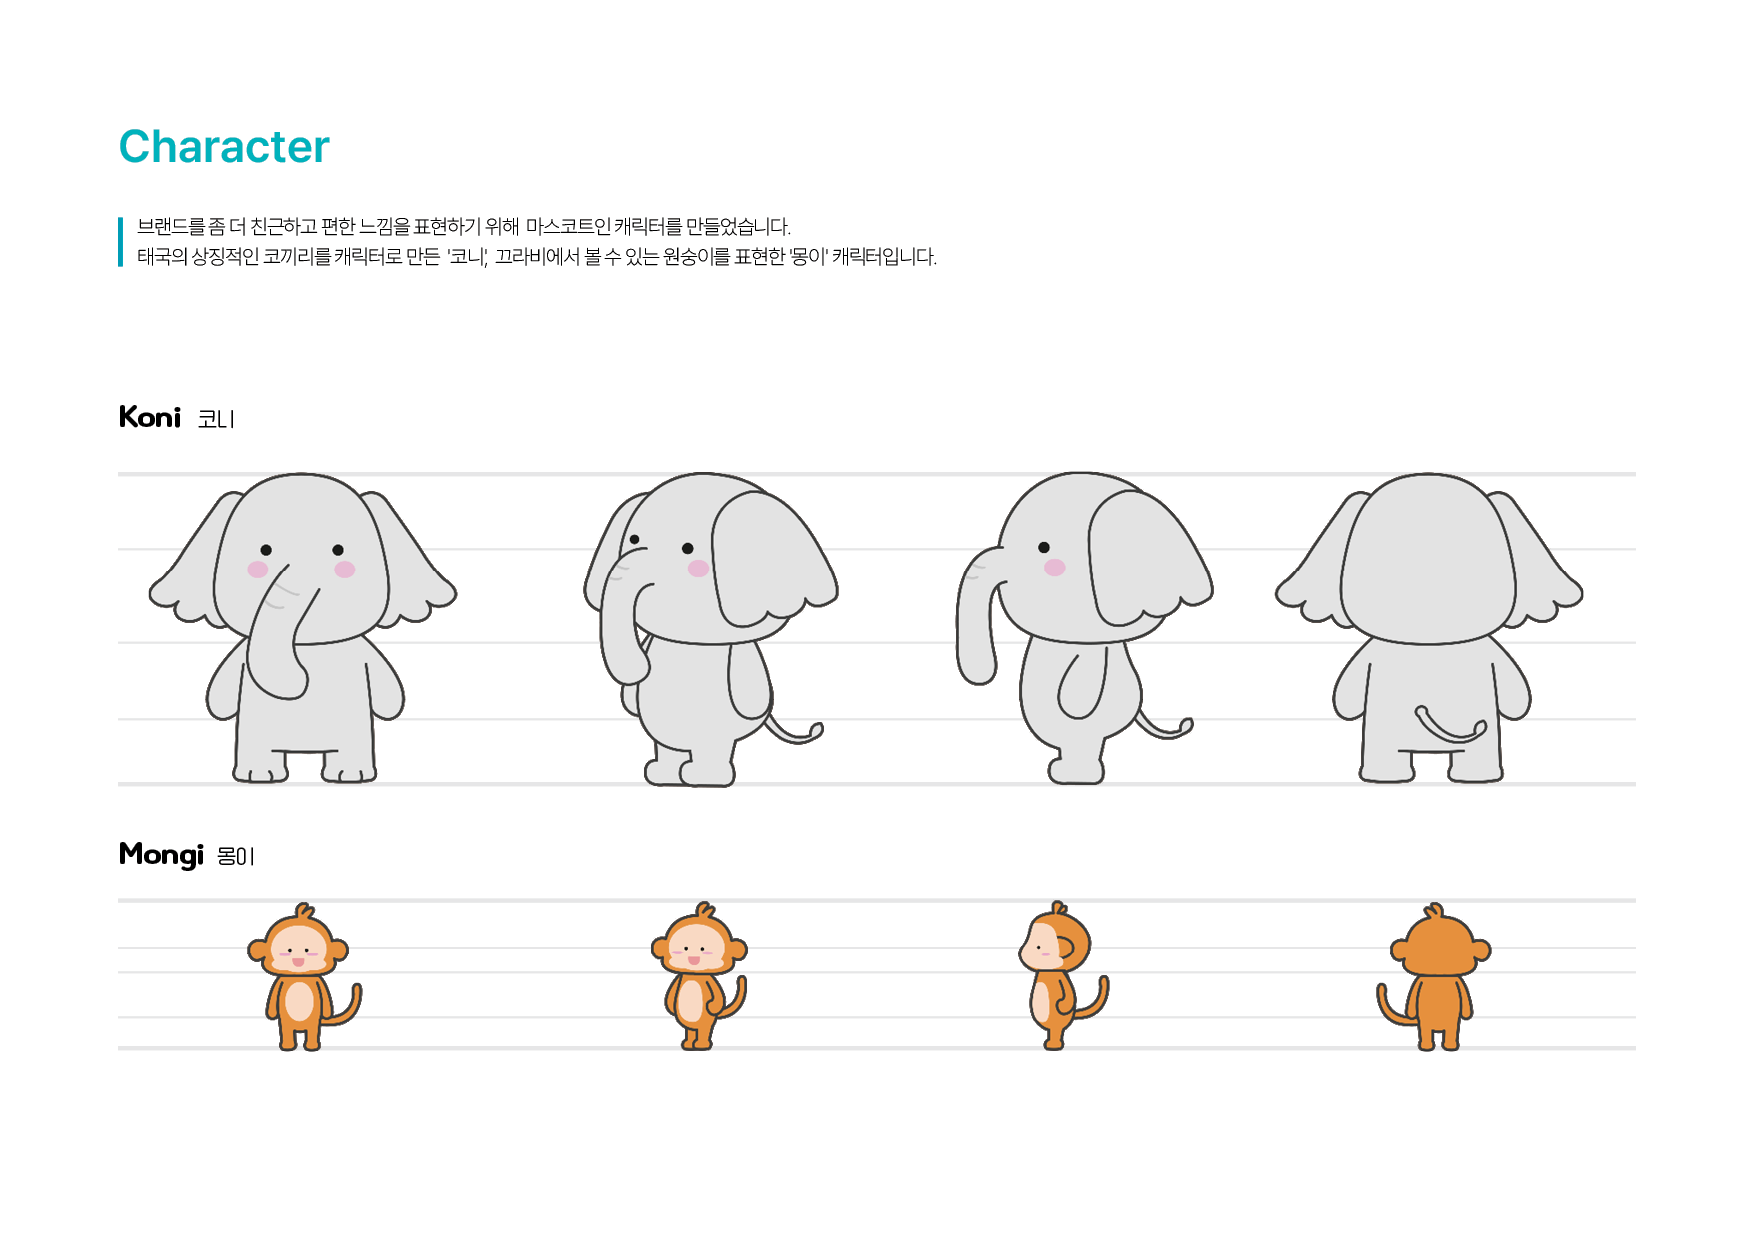 Character
브랜드를 좀 더 친근하고 편한 느낌을 표현하기 위해 마스코트인 캐릭터를 만들었습니다.
태국의 상징적인 코끼리를 캐릭터로 만든 '코니', 끄라비에서 볼 수 있는 원숭이를 표현한 '몽이' 캐릭터입니다.
Koni 코니
Mongi 몽이